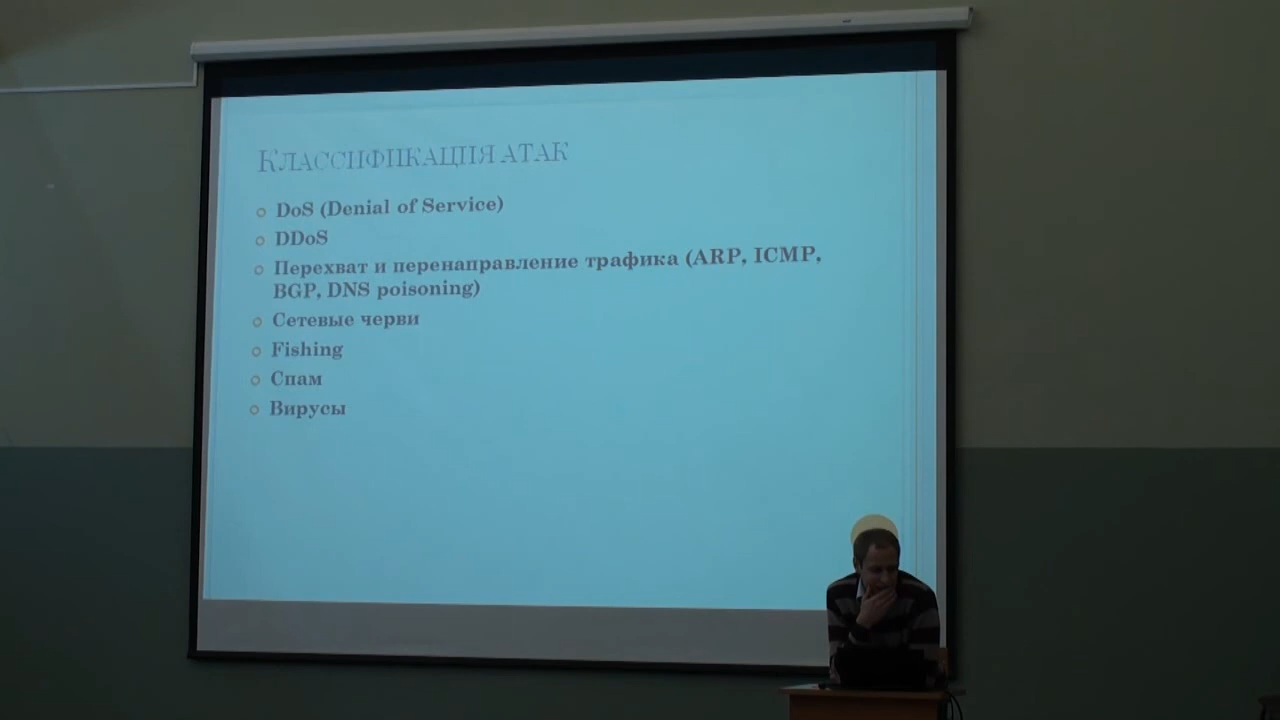 Классификация атак
DoS (Denial of Service)
DDoS
Перехват и перенаправление трафика (ARP, ICMP,
BGP, DNS poisoning)
Сетевые черви
Fishing
Спам
Вирусы